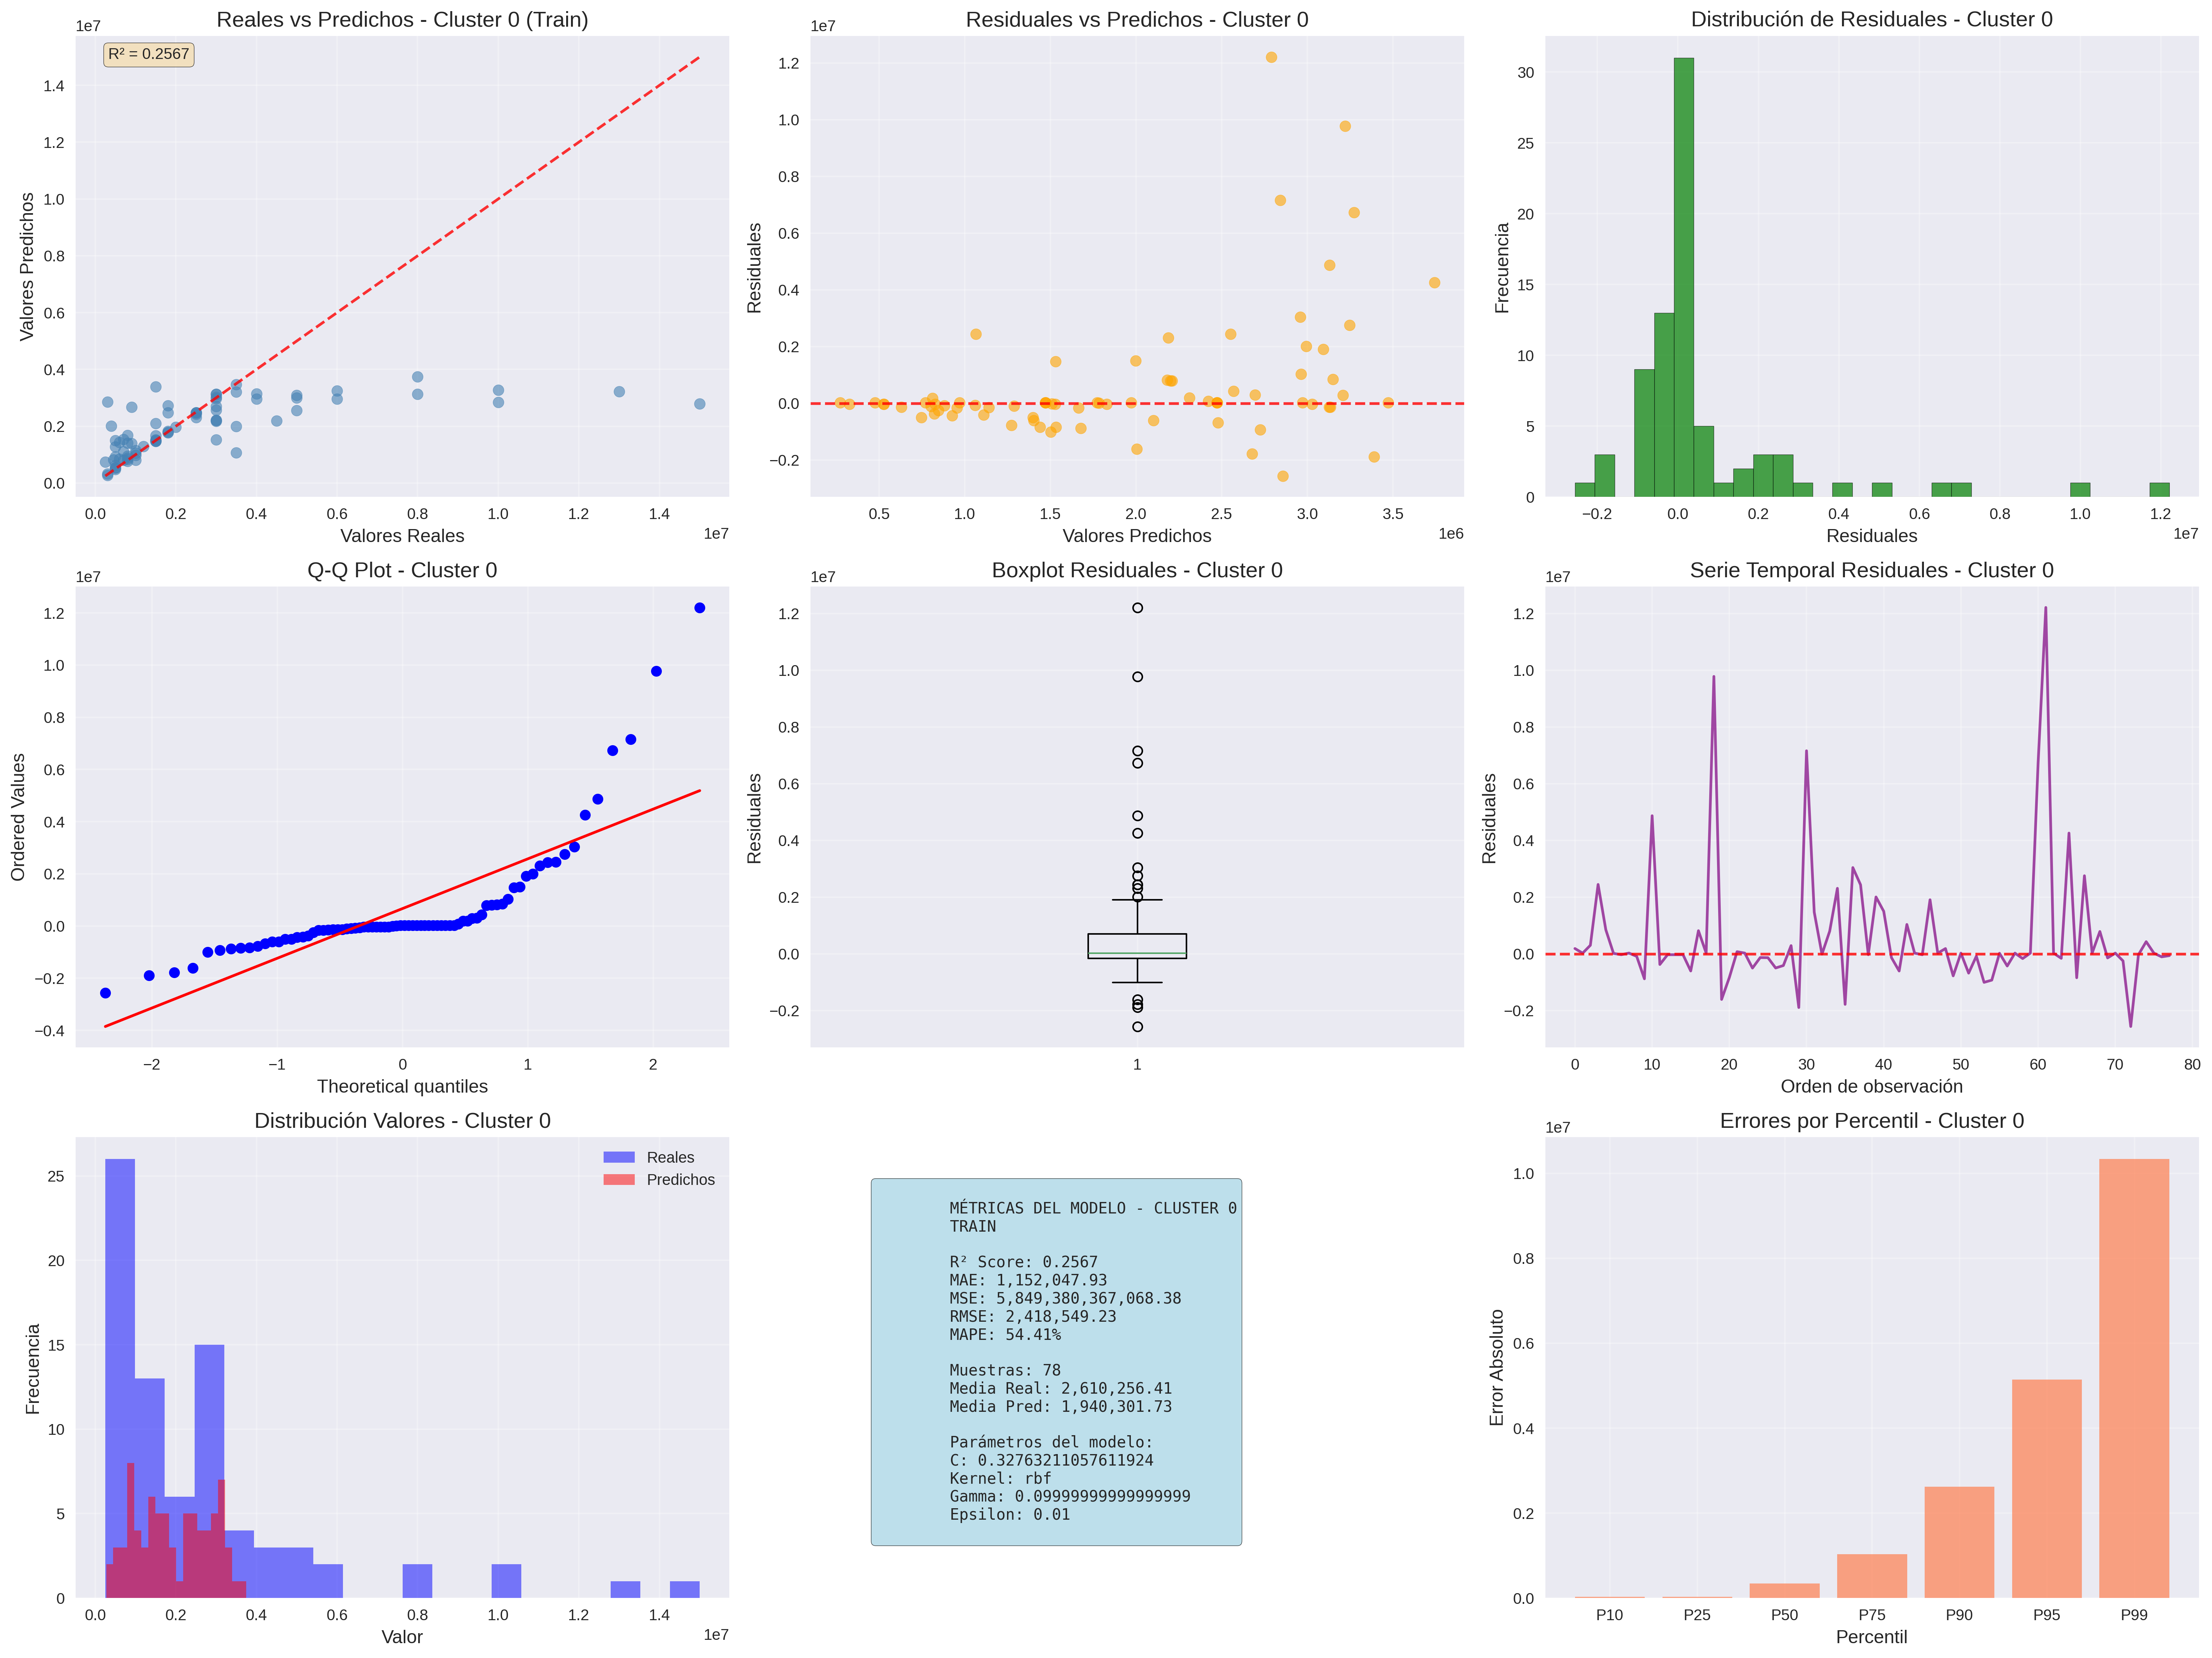 Reales vs Predichos - Cluster 0 (Train)
1e7
R² = 0.2567
Valores Predichos
1.4
1.2
1.0
0.8
0.6
0.4
0.2
0.0
0.0 0.2 0.4 0.6 0.8 1.0 1.2 1.4
1e7
Valores Reales
Residuales vs Predichos - Cluster 0
1e7
Residuales
1.2
1.0
0.8
0.6
0.4
0.2
0.0
−0.2
0.5 1.0 1.5 2.0 2.5 3.0 3.5
1e6
Valores Predichos
Distribución de Residuales - Cluster 0
Frecuencia
30
25
20
15
10
5
0
−0.2 0.0 0.2 0.4 0.6 0.8 1.0 1.2
1e7
Residuales
Q-Q Plot - Cluster 0
1e7
Ordered Values
1.2
1.0
0.8
0.6
0.4
0.2
0.0
−0.2
−0.4
−2 −1 0 1 2
Theoretical quantiles
Boxplot Residuales - Cluster 0
1e7
Residuales
1.2
1.0
0.8
0.6
0.4
0.2
0.0
−0.2
1
Serie Temporal Residuales - Cluster 0
1e7
Residuales
1.2
1.0
0.8
0.6
0.4
0.2
0.0
−0.2
0 10 20 30 40 50 60 70 80
Orden de observación
Distribución Valores - Cluster 0
Reales
Predichos
Frecuencia
25
20
15
10
5
0
0.0 0.2 0.4 0.6 0.8 1.0 1.2 1.4
1e7
Valor
MÉTRICAS DEL MODELO - CLUSTER 0
TRAIN
R² Score: 0.2567
MAE: 1,152,047.93
MSE: 5,849,380,367,068.38
RMSE: 2,418,549.23
MAPE: 54.41%
Muestras: 78
Media Real: 2,610,256.41
Media Pred: 1,940,301.73
Parámetros del modelo:
C: 0.32763211057611924
Kernel: rbf
Gamma: 0.09999999999999999
Epsilon: 0.01
Errores por Percentil - Cluster 0
1e7
Error Absoluto
1.0
0.8
0.6
0.4
0.2
0.0
P10 P25 P50 P75 P90 P95 P99
Percentil